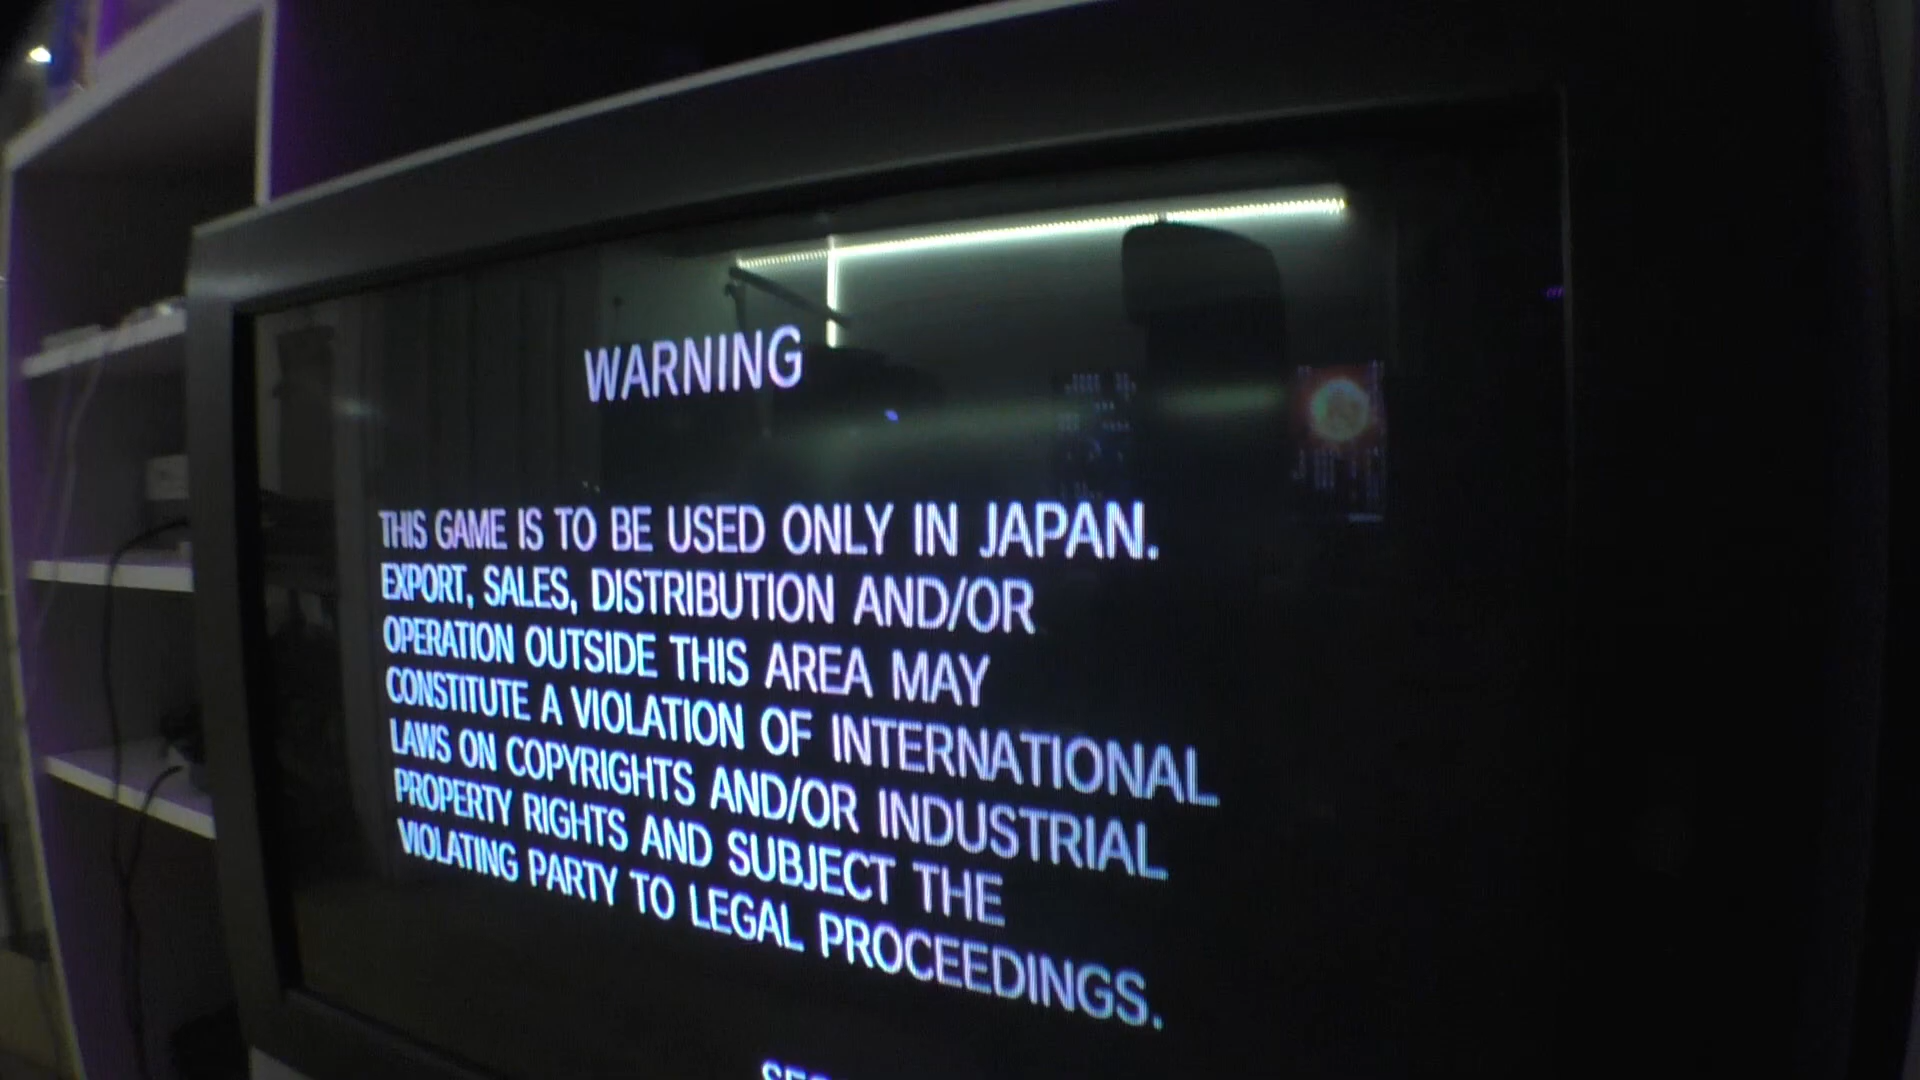 WARNING
THIS GAME IS TO BE USED ONLY IN JAPAN.
EXPORT, SALES, DISTRIBUTION AND/OR
OPERATION OUTSIDE THIS AREA MAY
CONSTITUTE A VIOLATION OF INTERNATIONAL
LAWS ON COPYRIGHTS AND/OR INDUSTRIAL
PROPERTY RIGHTS AND SUBJECT THE
VIOLATING PARTY TO LEGAL PROCEEDINGS.